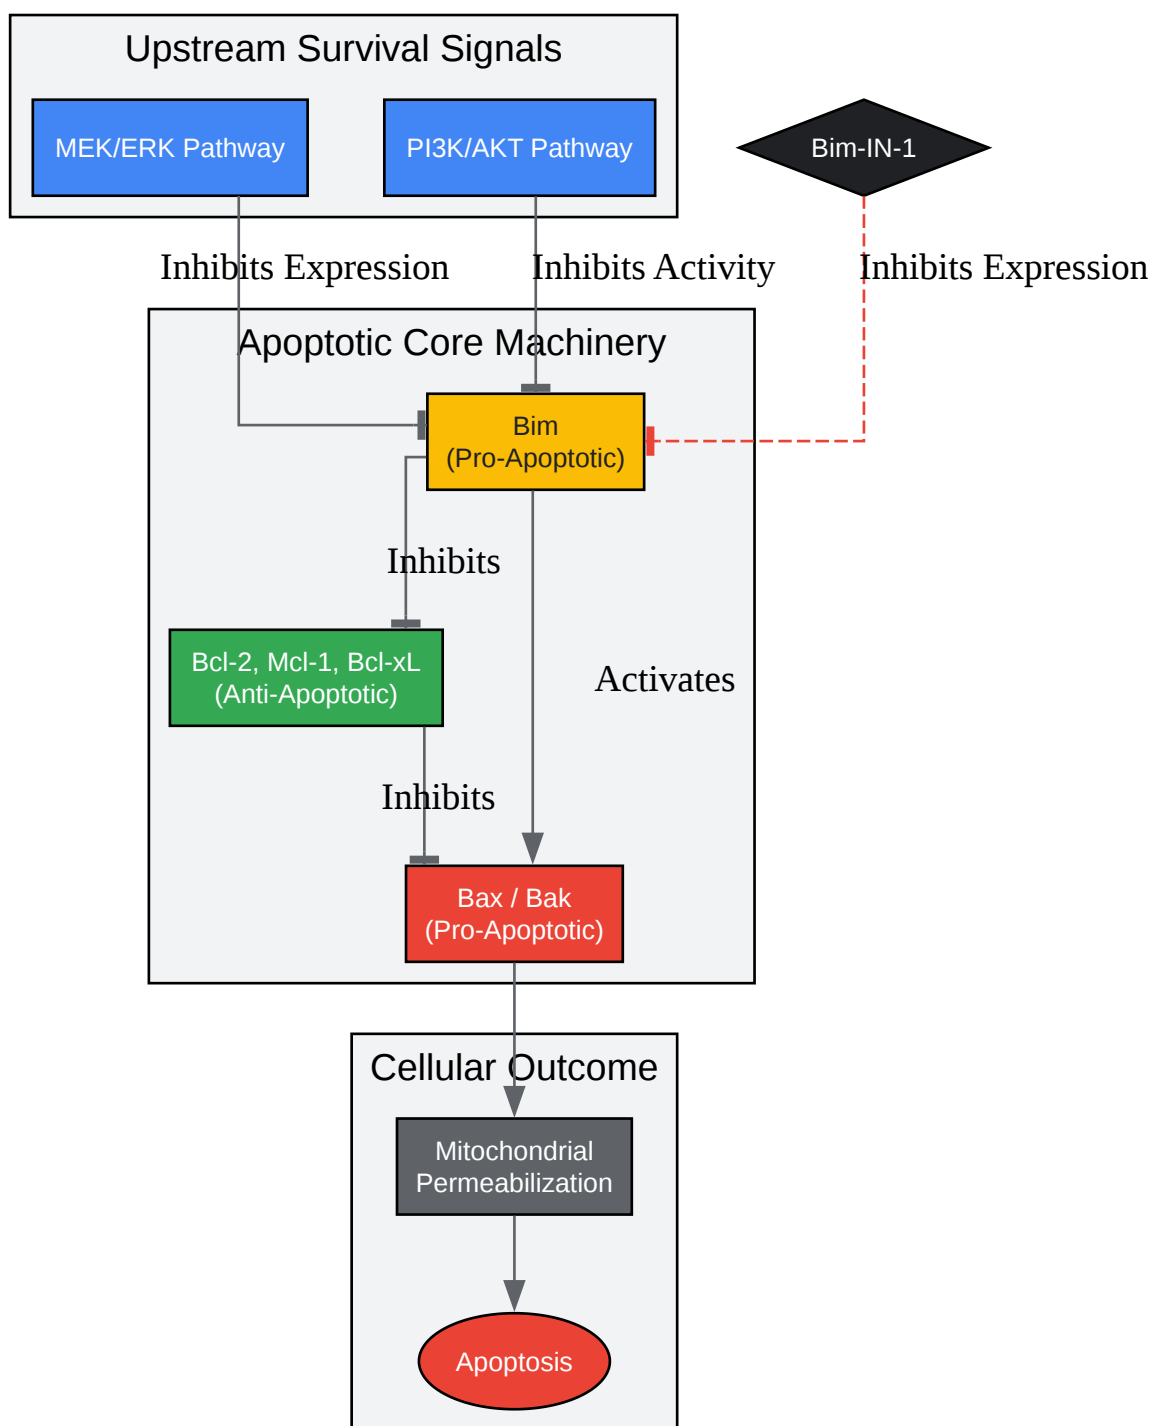 Upstream Survival Signals
MEK/ERK Pathway
PI3K/AKT Pathway
Bim-IN-1
Inhibits Expression
Inhibits Activity
Inhibits Expression
Apoptotic Core Machinery
Bim
(Pro-Apoptotic)
Inhibits
Bcl-2, Mcl-1, Bcl-xL
(Anti-Apoptotic)
Activates
Inhibits
Bax / Bak
(Pro-Apoptotic)
Cellular Outcome
Mitochondrial
Permeabilization
Apoptosis